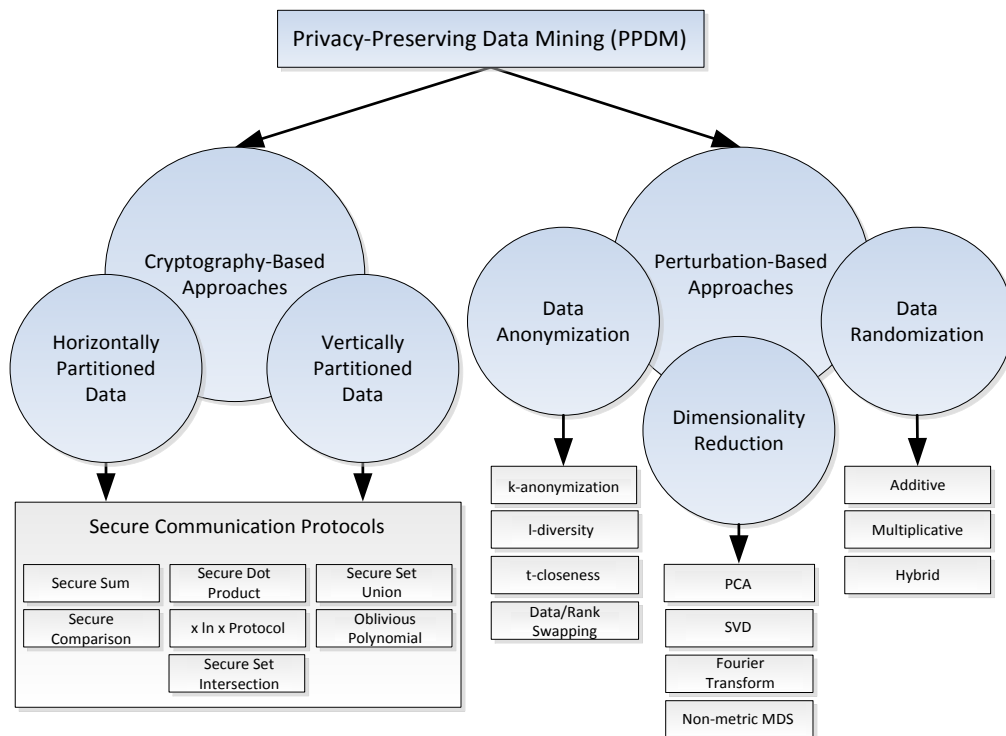 Privacy-Preserving Data Mining (PPDM)
Cryptography-Based
Approaches
Horizontally
Partitioned
Data
Vertically
Partitioned
Data
Secure Communication Protocols
Secure Sum
Secure Dot
Product
Secure Set
Union
Secure
Comparison
x ln x Protocol
Oblivious
Polynomial
Secure Set
Intersection
Perturbation-Based
Approaches
Data
Anonymization
Dimensionality
Reduction
Data
Randomization
k-anonymization
l-diversity
t-closeness
Data/Rank
Swapping
PCA
SVD
Fourier
Transform
Non-metric MDS
Additive
Multiplicative
Hybrid